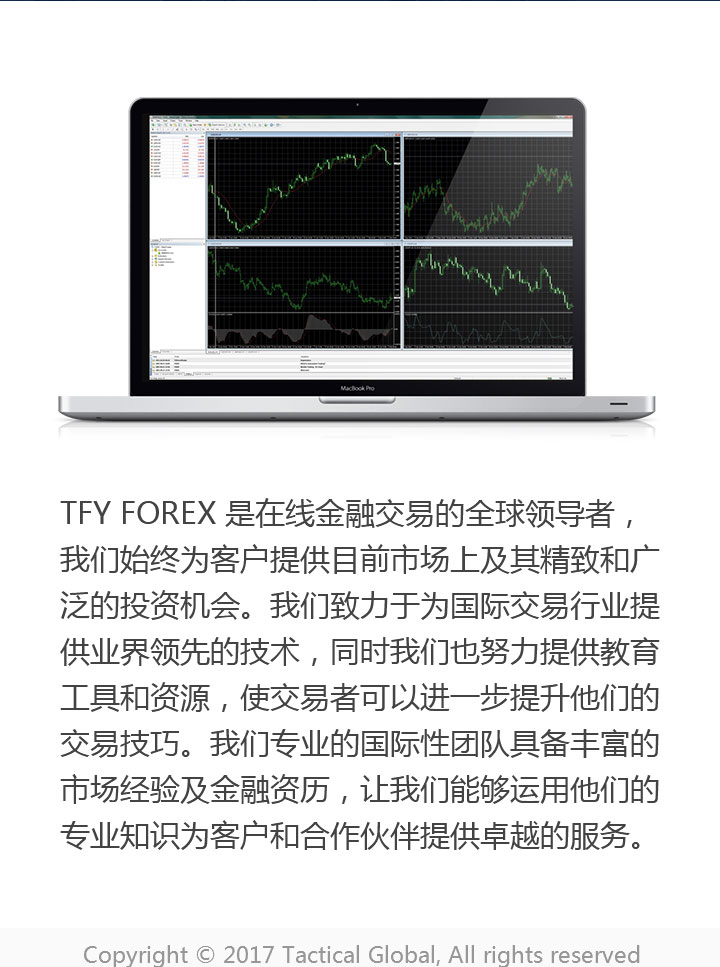 MacBook Pro
TFY FOREX 是在线金融交易的全球领导者，
我们始终为客户提供目前市场上及其精致和广
泛的投资机会。我们致力于为国际交易行业提
供业界领先的技术，同时我们也努力提供教育
工具和资源，使交易者可以进一步提升他们的
交易技巧。我们专业的国际性团队具备丰富的
市场经验及金融资历，让我们能够运用他们的
专业知识为客户和合作伙伴提供卓越的服务。
Copyright © 2017 Tactical Global, All rights reserved